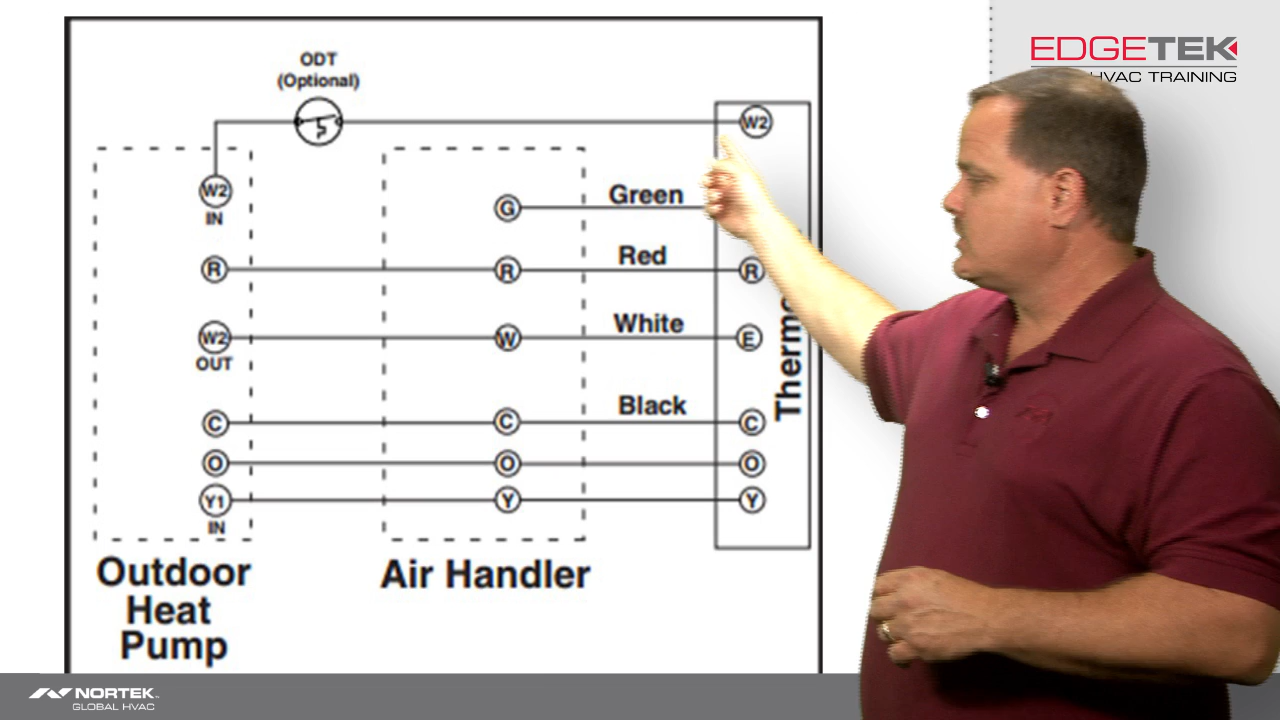 ODT
(Optional)
EDGETEK
HVAC TRAINING
W2
W2
IN
G
Green
R
R
Red
R
W2
OUT
W
White
E
C
C
Black
C
O
O
O
Y1
IN
Y
Y
Outdoor
Heat
Pump
Air Handler
NORTEK
GLOBAL HVAC